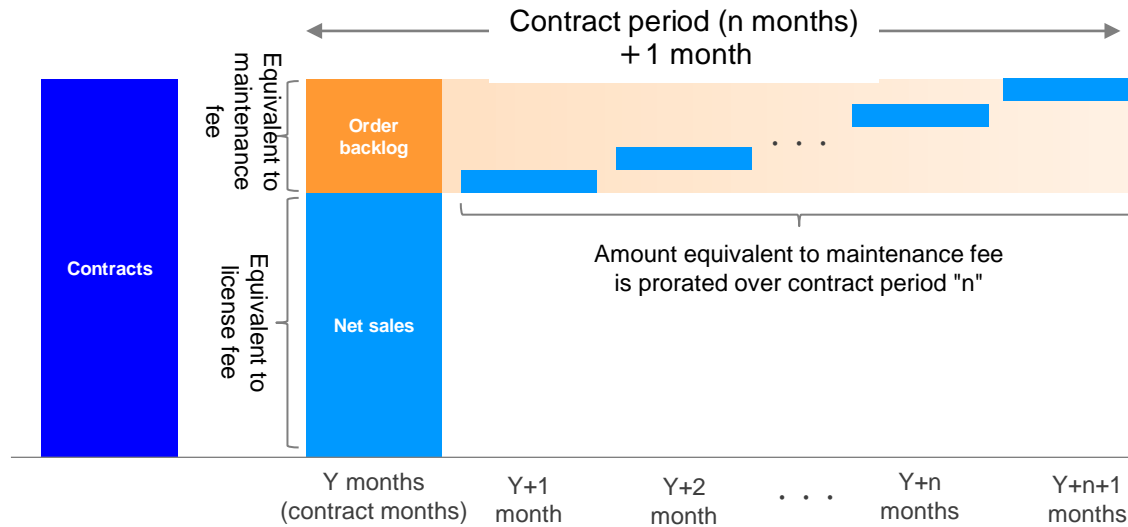 Contract period (n months)
＋1 month
Equivalent to
maintenance
fee
Order
backlog
. . .
Contracts
Equivalent to
license fee
Net sales
Amount equivalent to maintenance fee
is prorated over contract period "n"
Y months
(contract months)
Y+1
month
Y+2
month
. . .
Y+n
months
Y+n+1
months